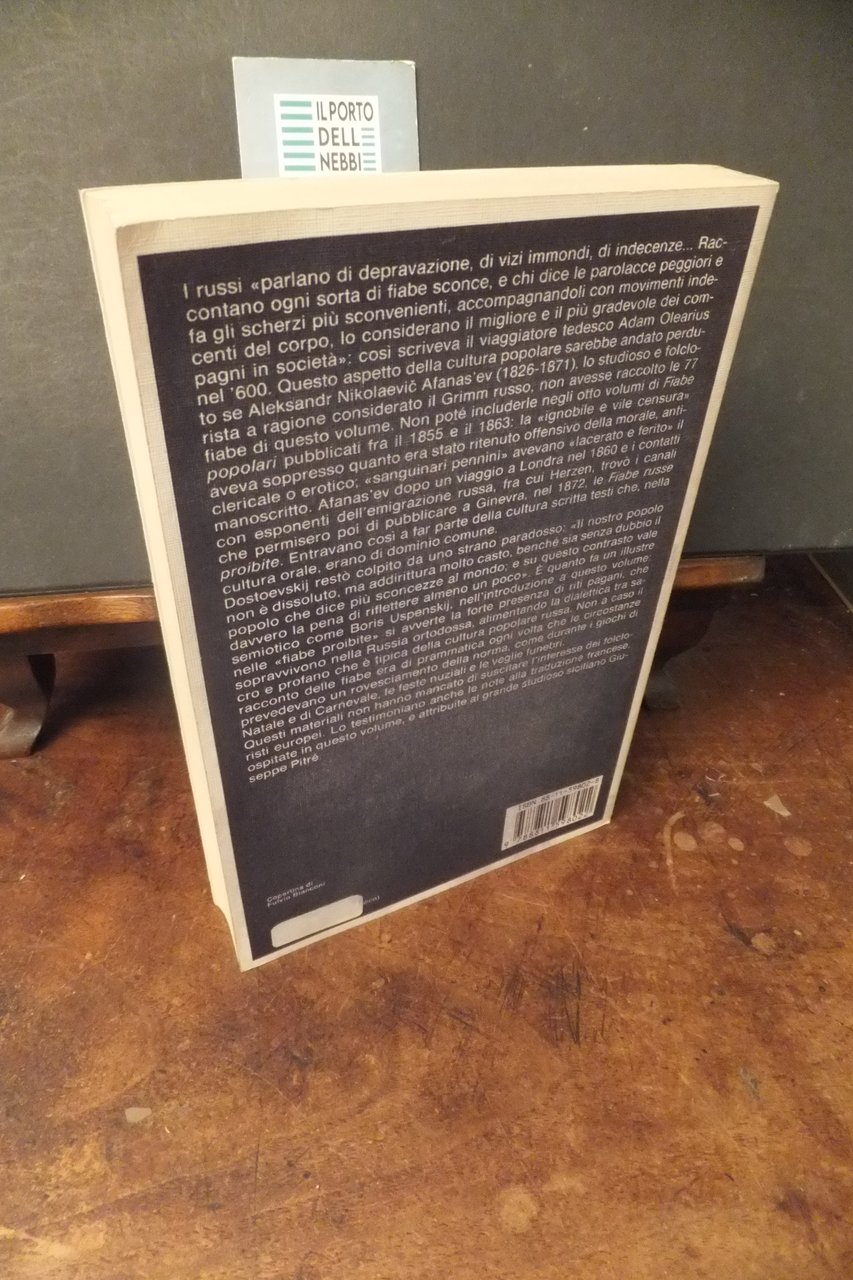 IL PORTO
DELL
NEBBI
I russi «parlano di depravazione, di vizi immondi, di indecenze... Rac-
contano ogni sorta di fiabe sconce, e chi dice le parolacce peggiori e
fa gli scherzi più sconvenienti, accompagnandoli con movimenti inde-
centi del corpo, lo considerano il migliore e il più gradevole dei com-
pagni in società»: così scriveva il viaggiatore tedesco Adam Olearius
nel '600. Questo aspetto della cultura popolare sarebbe andato perdu-
to se Aleksandr Nikolaevič Afanas'ev (1826-1871), lo studioso e folclo-
rista a ragione considerato il Grimm russo, non avesse raccolto le 77
fiabe di questo volume. Non poté includerle negli otto volumi di Fiabe
popolari pubblicati fra il 1855 e il 1863: la «ignobile e vile censura»
aveva soppresso quanto era stato ritenuto offensivo della morale, anti-
clericale o erotico; «sanguinari pennini» avevano «lacerato e ferito» il
manoscritto. Afanas'ev dopo un viaggio a Londra nel 1860 e i contatti
con esponenti dell'emigrazione russa, fra cui Herzen, trovò i canali
che permisero poi di pubblicare a Ginevra, nel 1872, le Fiabe russe
proibite. Entravano così a far parte della cultura scritta testi che, nella
cultura orale, erano di dominio comune.
Dostoevskij restò colpito da uno strano paradosso: «Il nostro popolo
non è dissoluto, ma addirittura molto casto, benché sia senza dubbio il
popolo che dice più sconcezze al mondo; e su questo contrasto vale
davvero la pena di riflettere almeno un poco». È quanto fa un illustre
semiotico come Boris Uspenskij, nell'introduzione a questo volume:
nelle «fiabe proibite» si avverte la forte presenza di riti pagani, che
sopravvivono nella Russia ortodossa, alimentando la dialettica tra sa-
cro e profano che è tipica della cultura popolare russa. Non a caso il
racconto delle fiabe era di prammatica ogni volta che le circostanze
prevedevano un rovesciamento della norma, come durante i giochi di
Natale e di Carnevale, le feste nuziali e le veglie funebri.
Questi materiali non hanno mancato di suscitare l'interesse dei folclo-
risti europei. Lo testimoniano anche le note alla traduzione francese,
ospitate in questo volume, e attribuite al grande studioso siciliano Giu-
seppe Pitrè.
Copertina di
Fulvio Bianconi